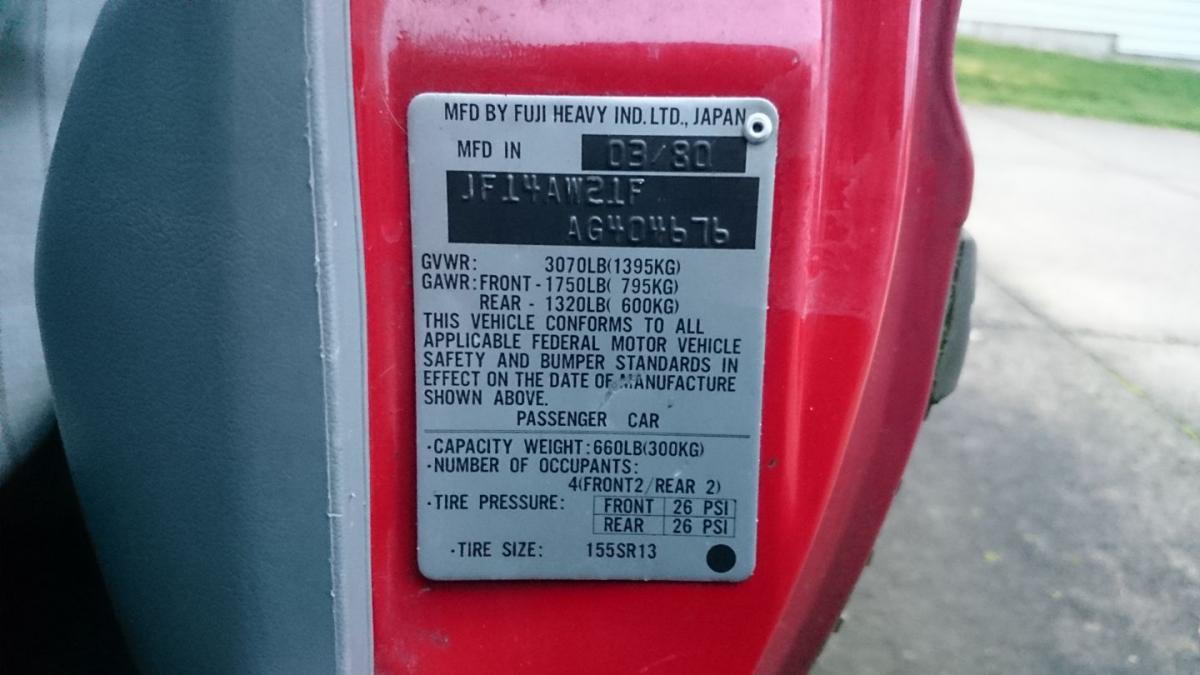 MFD BY FUJI HEAVY IND. LTD., JAPAN
MFD IN 03/80
JF14AW21F
AG404676
GVWR: 3070LB(1395KG)
GAWR: FRONT - 1750LB( 795KG)
REAR - 1320LB( 600KG)
THIS VEHICLE CONFORMS TO ALL
APPLICABLE FEDERAL MOTOR VEHICLE
SAFETY AND BUMPER STANDARDS IN
EFFECT ON THE DATE OF MANUFACTURE
SHOWN ABOVE.
PASSENGER CAR
·CAPACITY WEIGHT: 660LB(300KG)
·NUMBER OF OCCUPANTS:
4(FRONT2/REAR 2)
·TIRE PRESSURE: FRONT 26 PSI
REAR 26 PSI
·TIRE SIZE: 155SR13